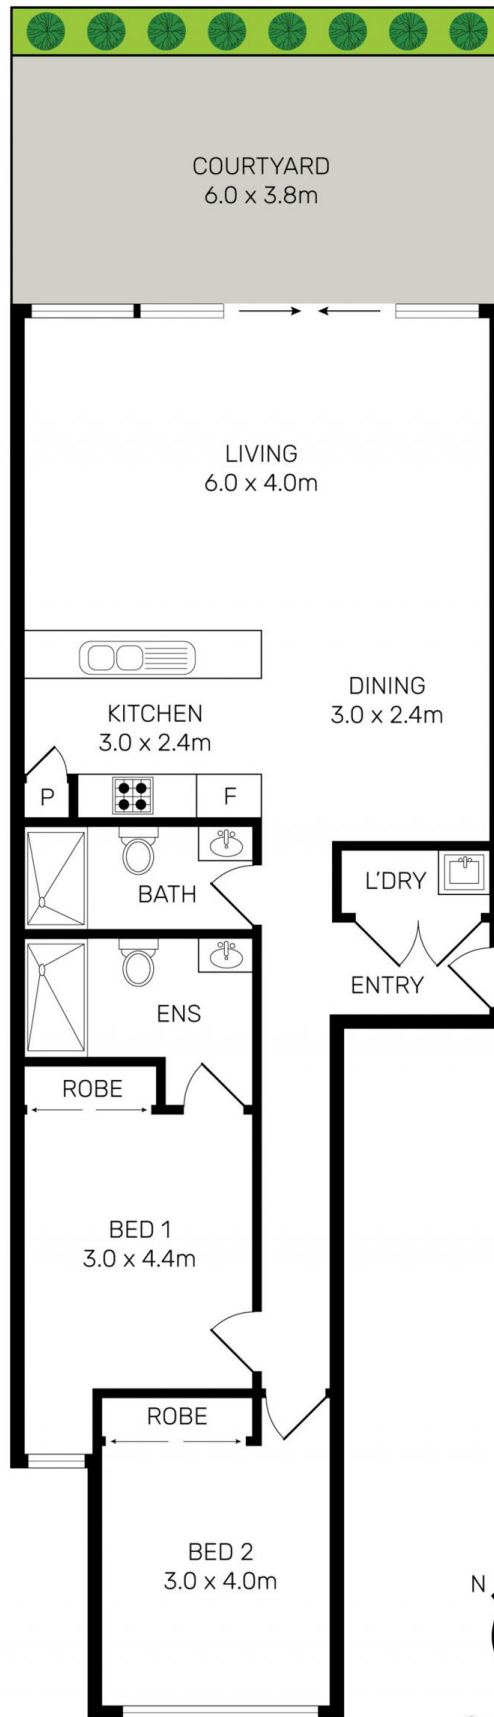 COURTYARD
6.0 x 3.8m
LIVING
6.0 x 4.0m
DINING
3.0 x 2.4m
KITCHEN
3.0 x 2.4m
P
F
BATH
L'DRY
ENTRY
ENS
ROBE
BED 1
3.0 x 4.4m
ROBE
BED 2
3.0 x 4.0m
N